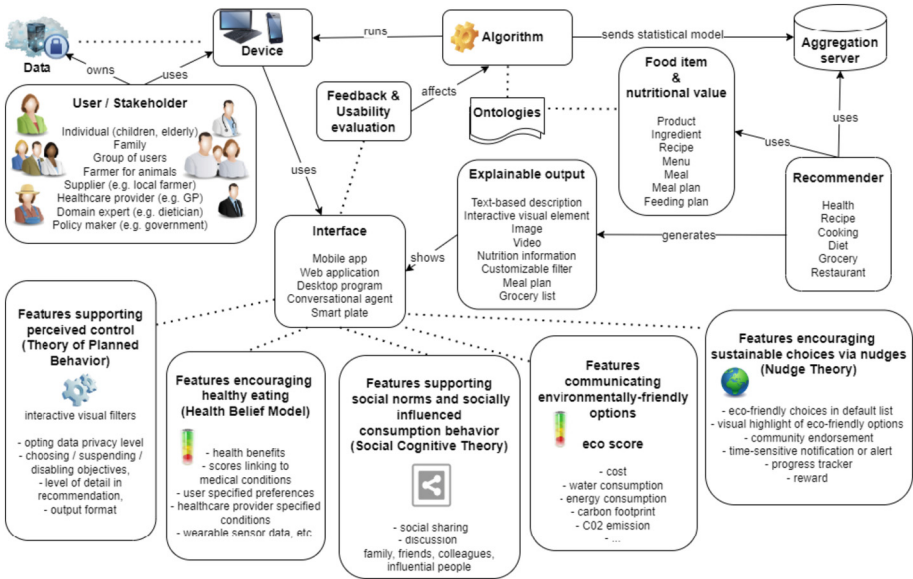 Data
Device
runs
Algorithm
sends statistical model
Aggregation
server
owns
uses
User / Stakeholder
Individual (children, elderly)
Family
Group of users
Farmer for animals
Supplier (e.g. local farmer)
Healthcare provider (e.g. GP)
Domain expert (e.g. dietician)
Policy maker (e.g. government)
uses
Feedback &
Usability
evaluation
affects
Ontologies
Food item
&
nutritional value
Product
Ingredient
Recipe
Menu
Meal
Meal plan
Feeding plan
uses
uses
Recommender
Health
Recipe
Cooking
Diet
Grocery
Restaurant
generates
Explainable output
Text-based description
Interactive visual element
Image
Video
Nutrition information
Customizable filter
Meal plan
Grocery list
shows
Interface
Mobile app
Web application
Desktop program
Conversational agent
Smart plate
Features supporting
perceived control
(Theory of Planned
Behavior)
interactive visual filters
- opting data privacy level
- choosing / suspending /
disabling objectives,
- level of detail in
recommendation,
- output format
Features encouraging
healthy eating
(Health Belief Model)
- health benefits
- scores linking to
medical conditions
- user specified preferences
- healthcare provider specified
conditions
- wearable sensor data, etc
Features supporting
social norms and socially
influenced
consumption behavior
(Social Cognitive Theory)
- social sharing
- discussion
family, friends, colleagues,
influential people
Features
communicating
environmentally-friendly
options
eco score
- cost
- water consumption
- energy consumption
- carbon footprint
- C02 emission
- ...
Features encouraging
sustainable choices via nudges
(Nudge Theory)
- eco-friendly choices in default list
- visual highlight of eco-friendly options
- community endorsement
- time-sensitive notification or alert
- progress tracker
- reward